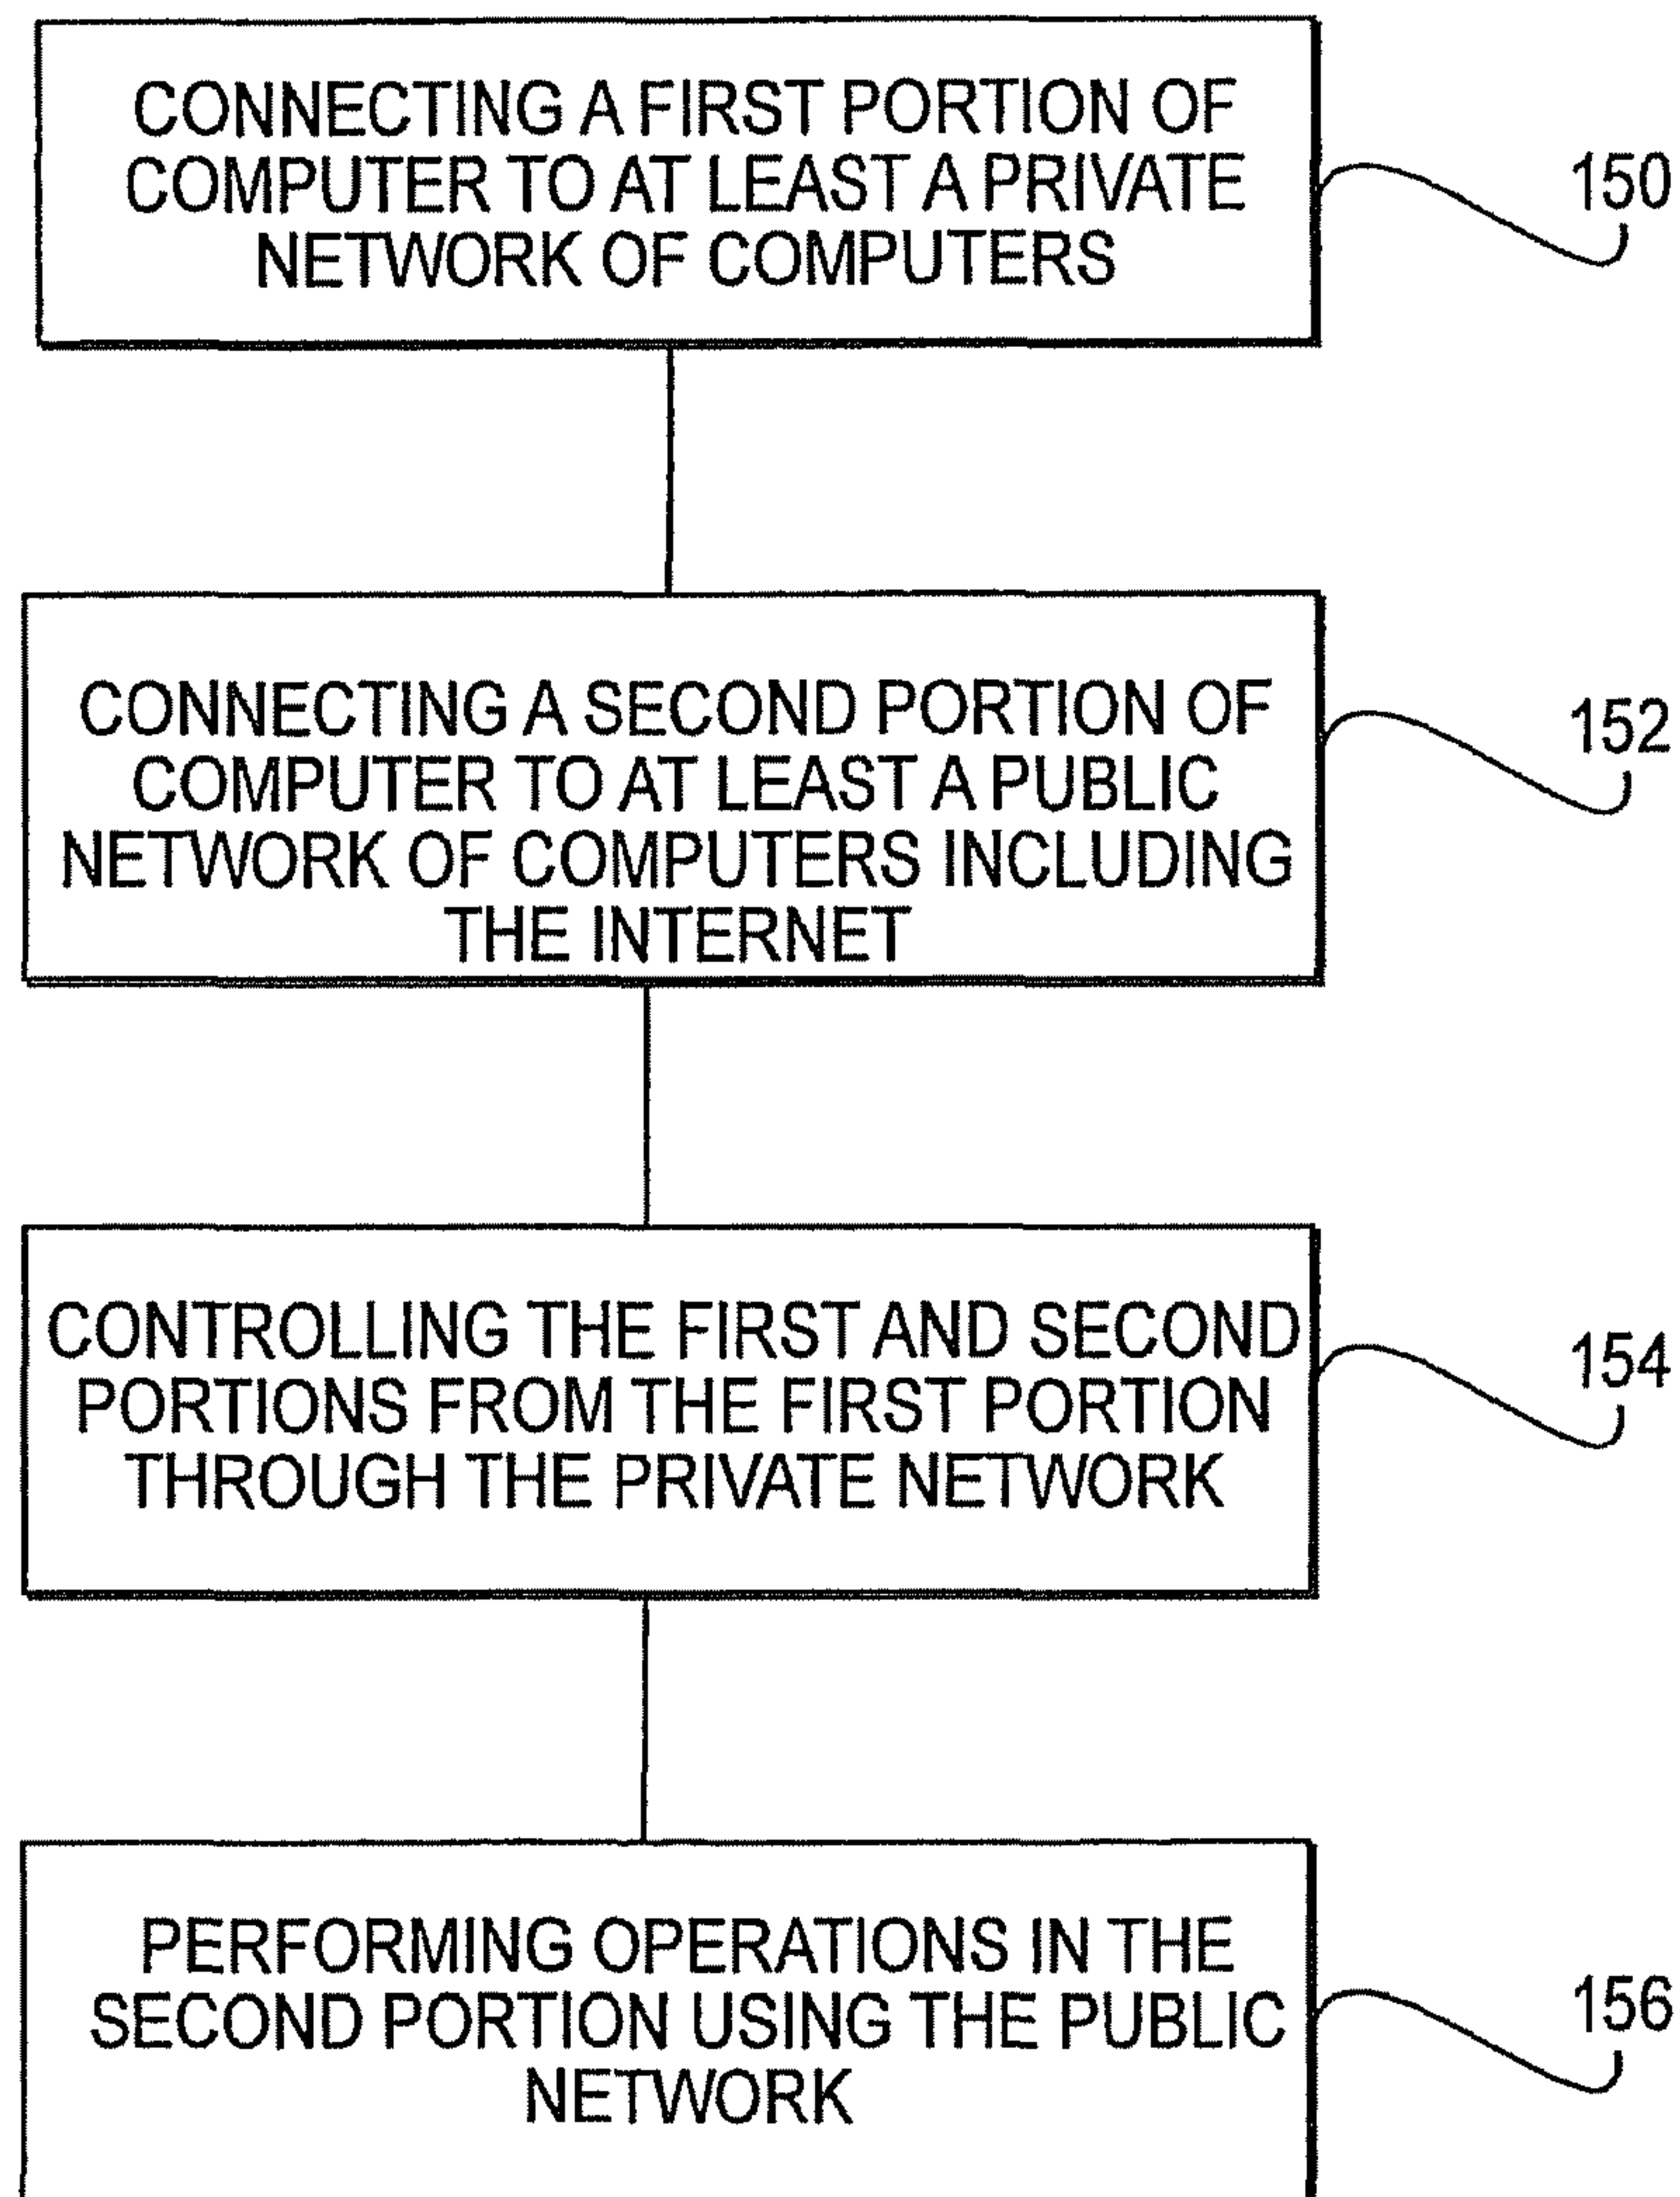 CONNECTING A FIRST PORTION OF
COMPUTER TO AT LEAST A PRIVATE
NETWORK OF COMPUTERS
150
CONNECTING A SECOND PORTION OF
COMPUTER TO AT LEAST A PUBLIC
NETWORK OF COMPUTERS INCLUDING
THE INTERNET
152
CONTROLLING THE FIRST AND SECOND
PORTIONS FROM THE FIRST PORTION
THROUGH THE PRIVATE NETWORK
154
PERFORMING OPERATIONS IN THE
SECOND PORTION USING THE PUBLIC
NETWORK
156